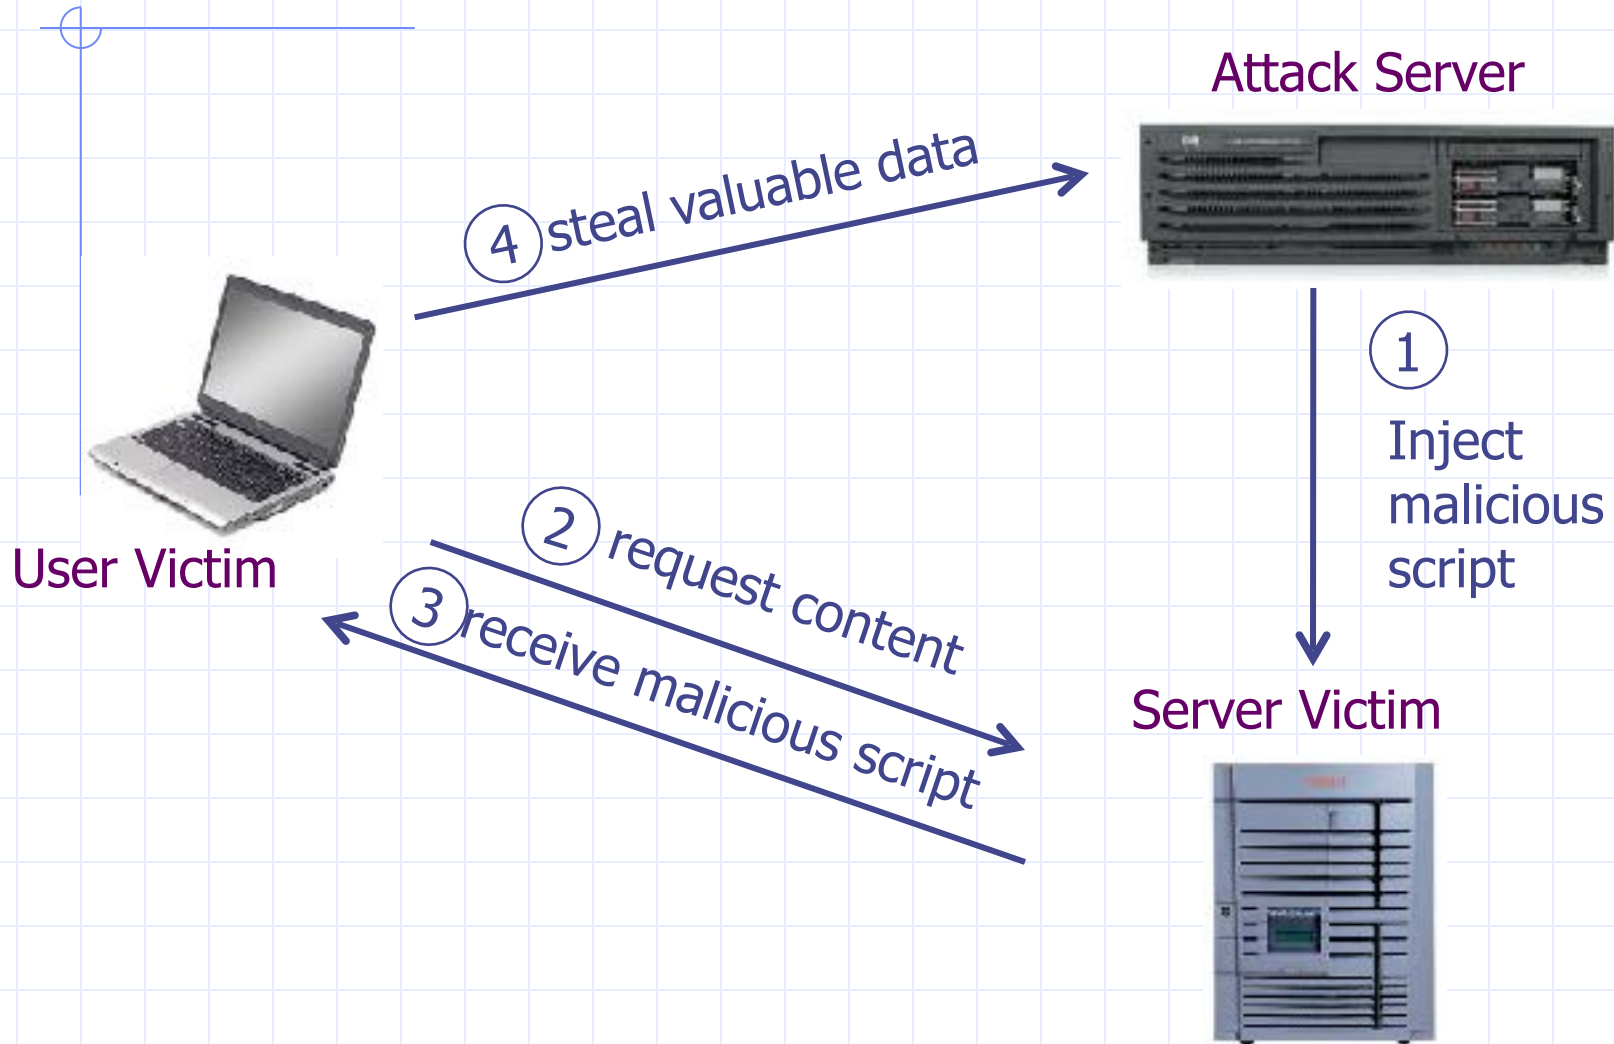 Attack Server
4 steal valuable data
1
Inject
malicious
script
2 request content
User Victim
3 receive malicious script
Server Victim